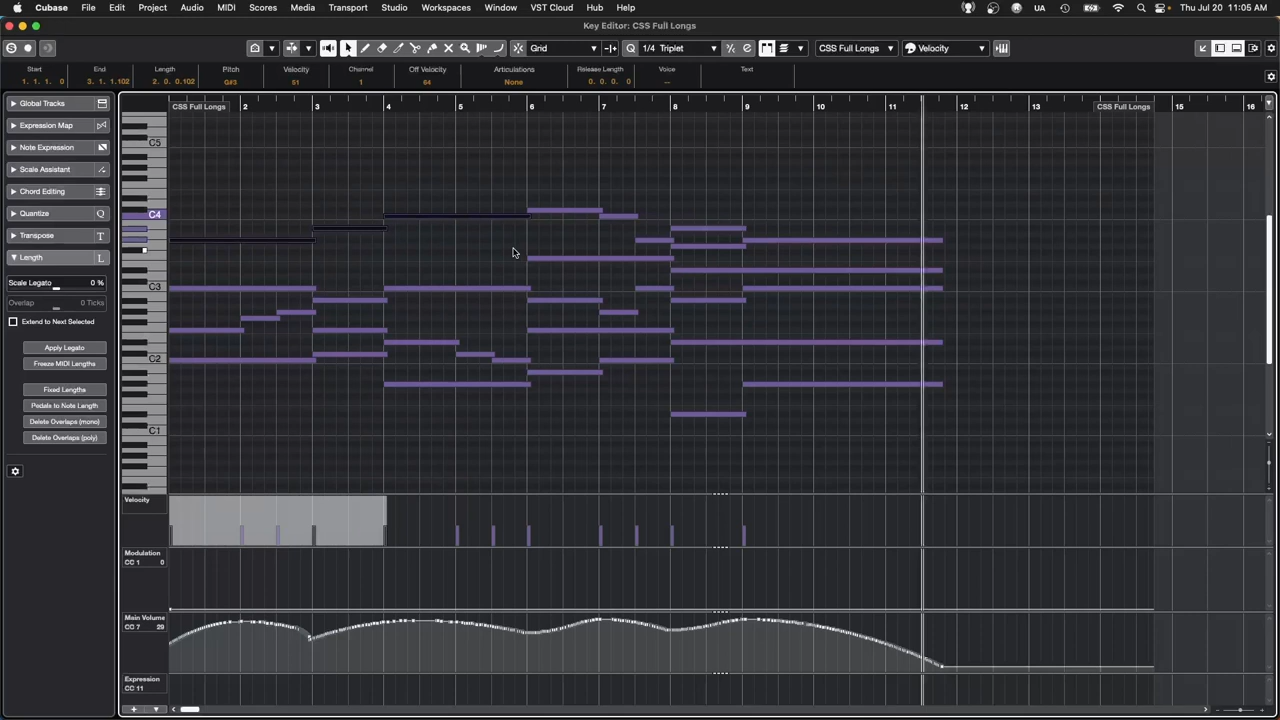 Cubase File Edit Project Audio MIDI Scores Media Transport Studio Workspaces Window VST Cloud Hub Help UA Thu Jul 20 11:05 AM
Key Editor: CSS Full Longs
Grid 1/4 Triplet CSS Full Longs Velocity
Start End Length Pitch Velocity Channel Off Velocity Articulations Release Length Voice Text
1. 1. 1. 0 3. 1. 1.102 2. 0. 0.102 G#3 51 1 64 None 0. 0. 0. 0
Global Tracks
Expression Map
Note Expression
Scale Assistant
Chord Editing
Quantize
Transpose
Length
Scale Legato 0 %
Overlap 0 Ticks
Extend to Next Selected
Apply Legato
Freeze MIDI Lengths
Fixed Lengths
Pedals to Note Length
Delete Overlaps (mono)
Delete Overlaps (poly)
CSS Full Longs 2 3 4 5 6 7 8 9 10 11 12 13 CSS Full Longs 15 16
C5
C4
C3
C2
C1
Velocity
Modulation
CC 1 0
Main Volume
CC 7 29
Expression
CC 11